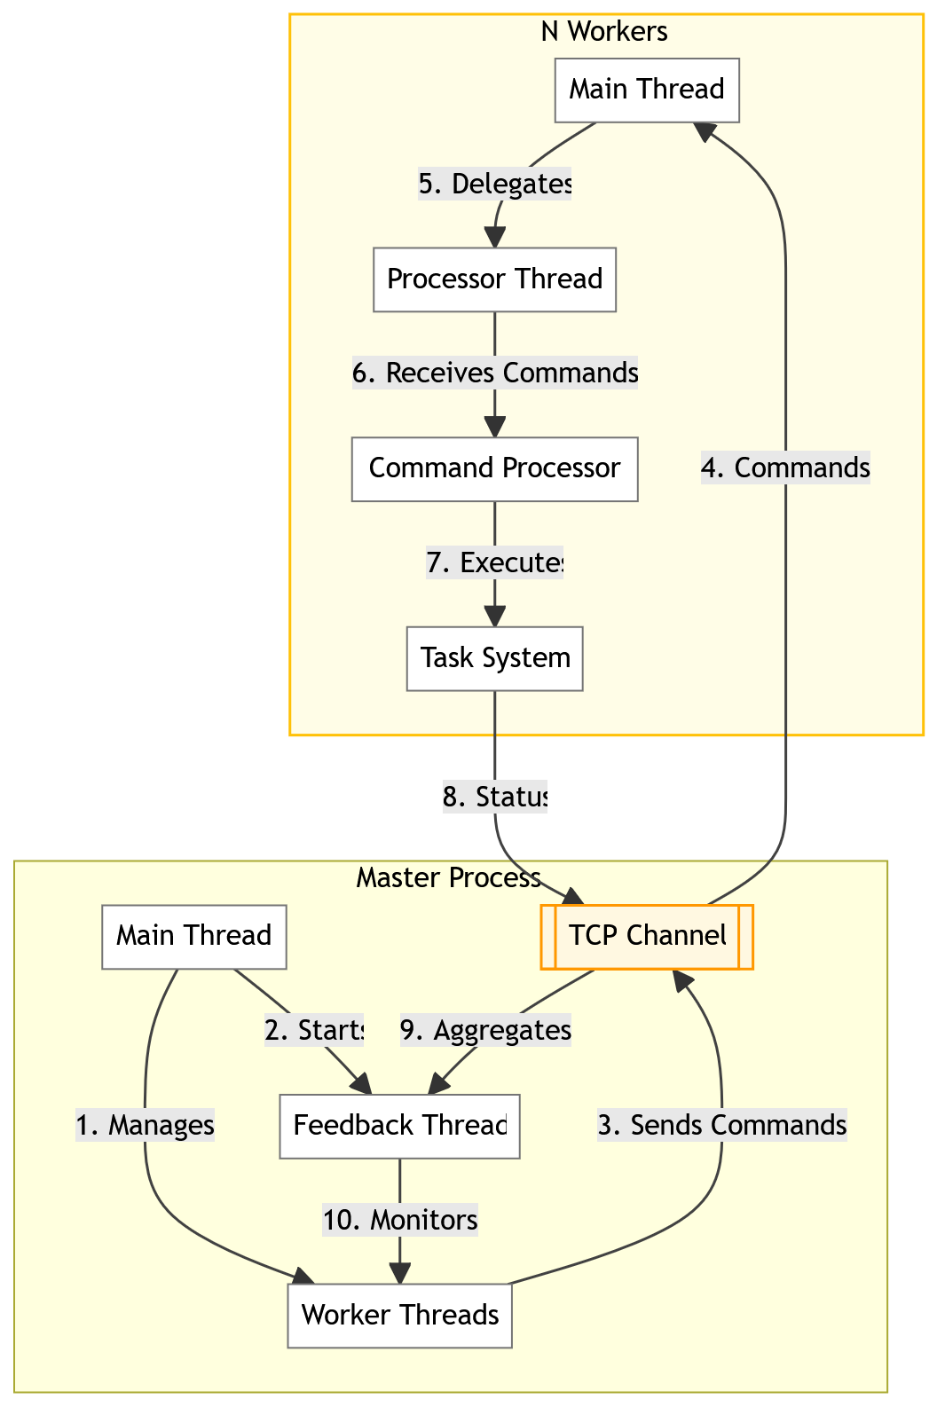 N Workers
Main Thread
5. Delegates
Processor Thread
6. Receives Commands
Command Processor
4. Commands
7. Executes
Task System
8. Status
Master Process
Main Thread
TCP Channel
2. Starts
9. Aggregates
Feedback Thread
1. Manages
3. Sends Commands
10. Monitors
Worker Threads